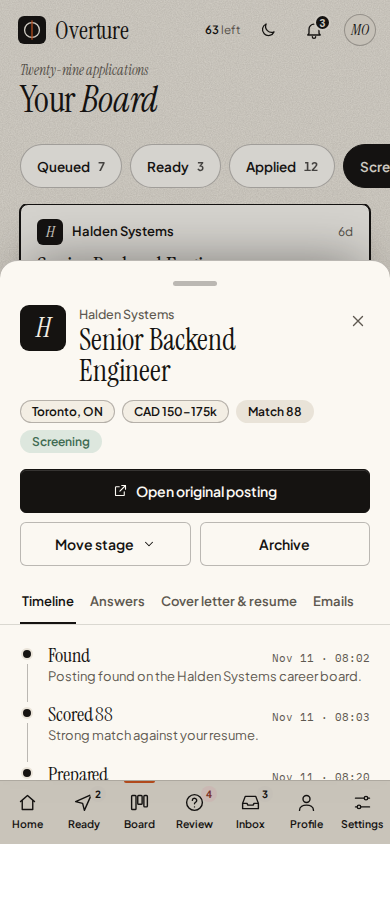 Overture
63 left
3
MO
Twenty-nine applications
Your Board
Queued 7
Ready 3
Applied 12
Scre
H
Halden Systems
6d
H
Halden Systems
Senior Backend
Engineer
Toronto, ON
CAD 150–175k
Match 88
Screening
Open original posting
Move stage
Archive
Timeline
Answers
Cover letter & resume
Emails
Found
Nov 11 · 08:02
Posting found on the Halden Systems career board.
Scored 88
Nov 11 · 08:03
Strong match against your resume.
Prepared
Nov 11 · 08:20
Home
Ready 2
Board
Review 4
Inbox 3
Profile
Settings